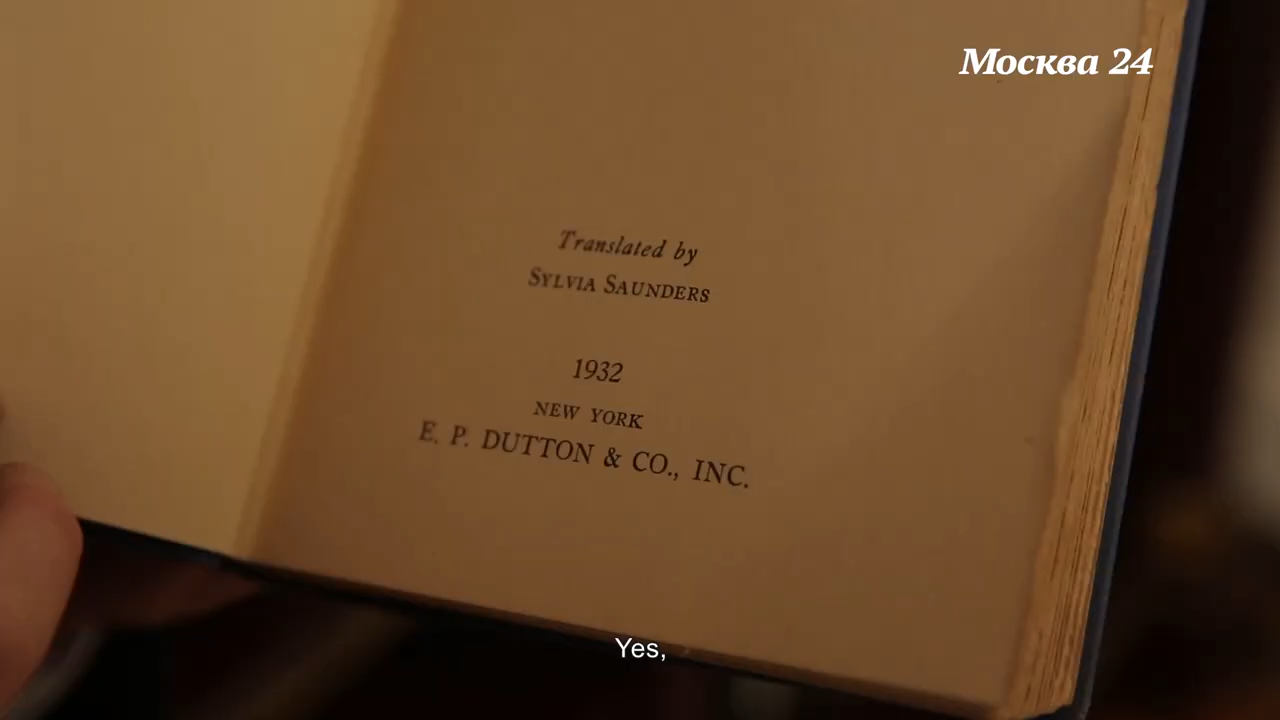 Москва 24
Translated by
SYLVIA SAUNDERS
1932
NEW YORK
E. P. DUTTON & CO., INC.
Yes,